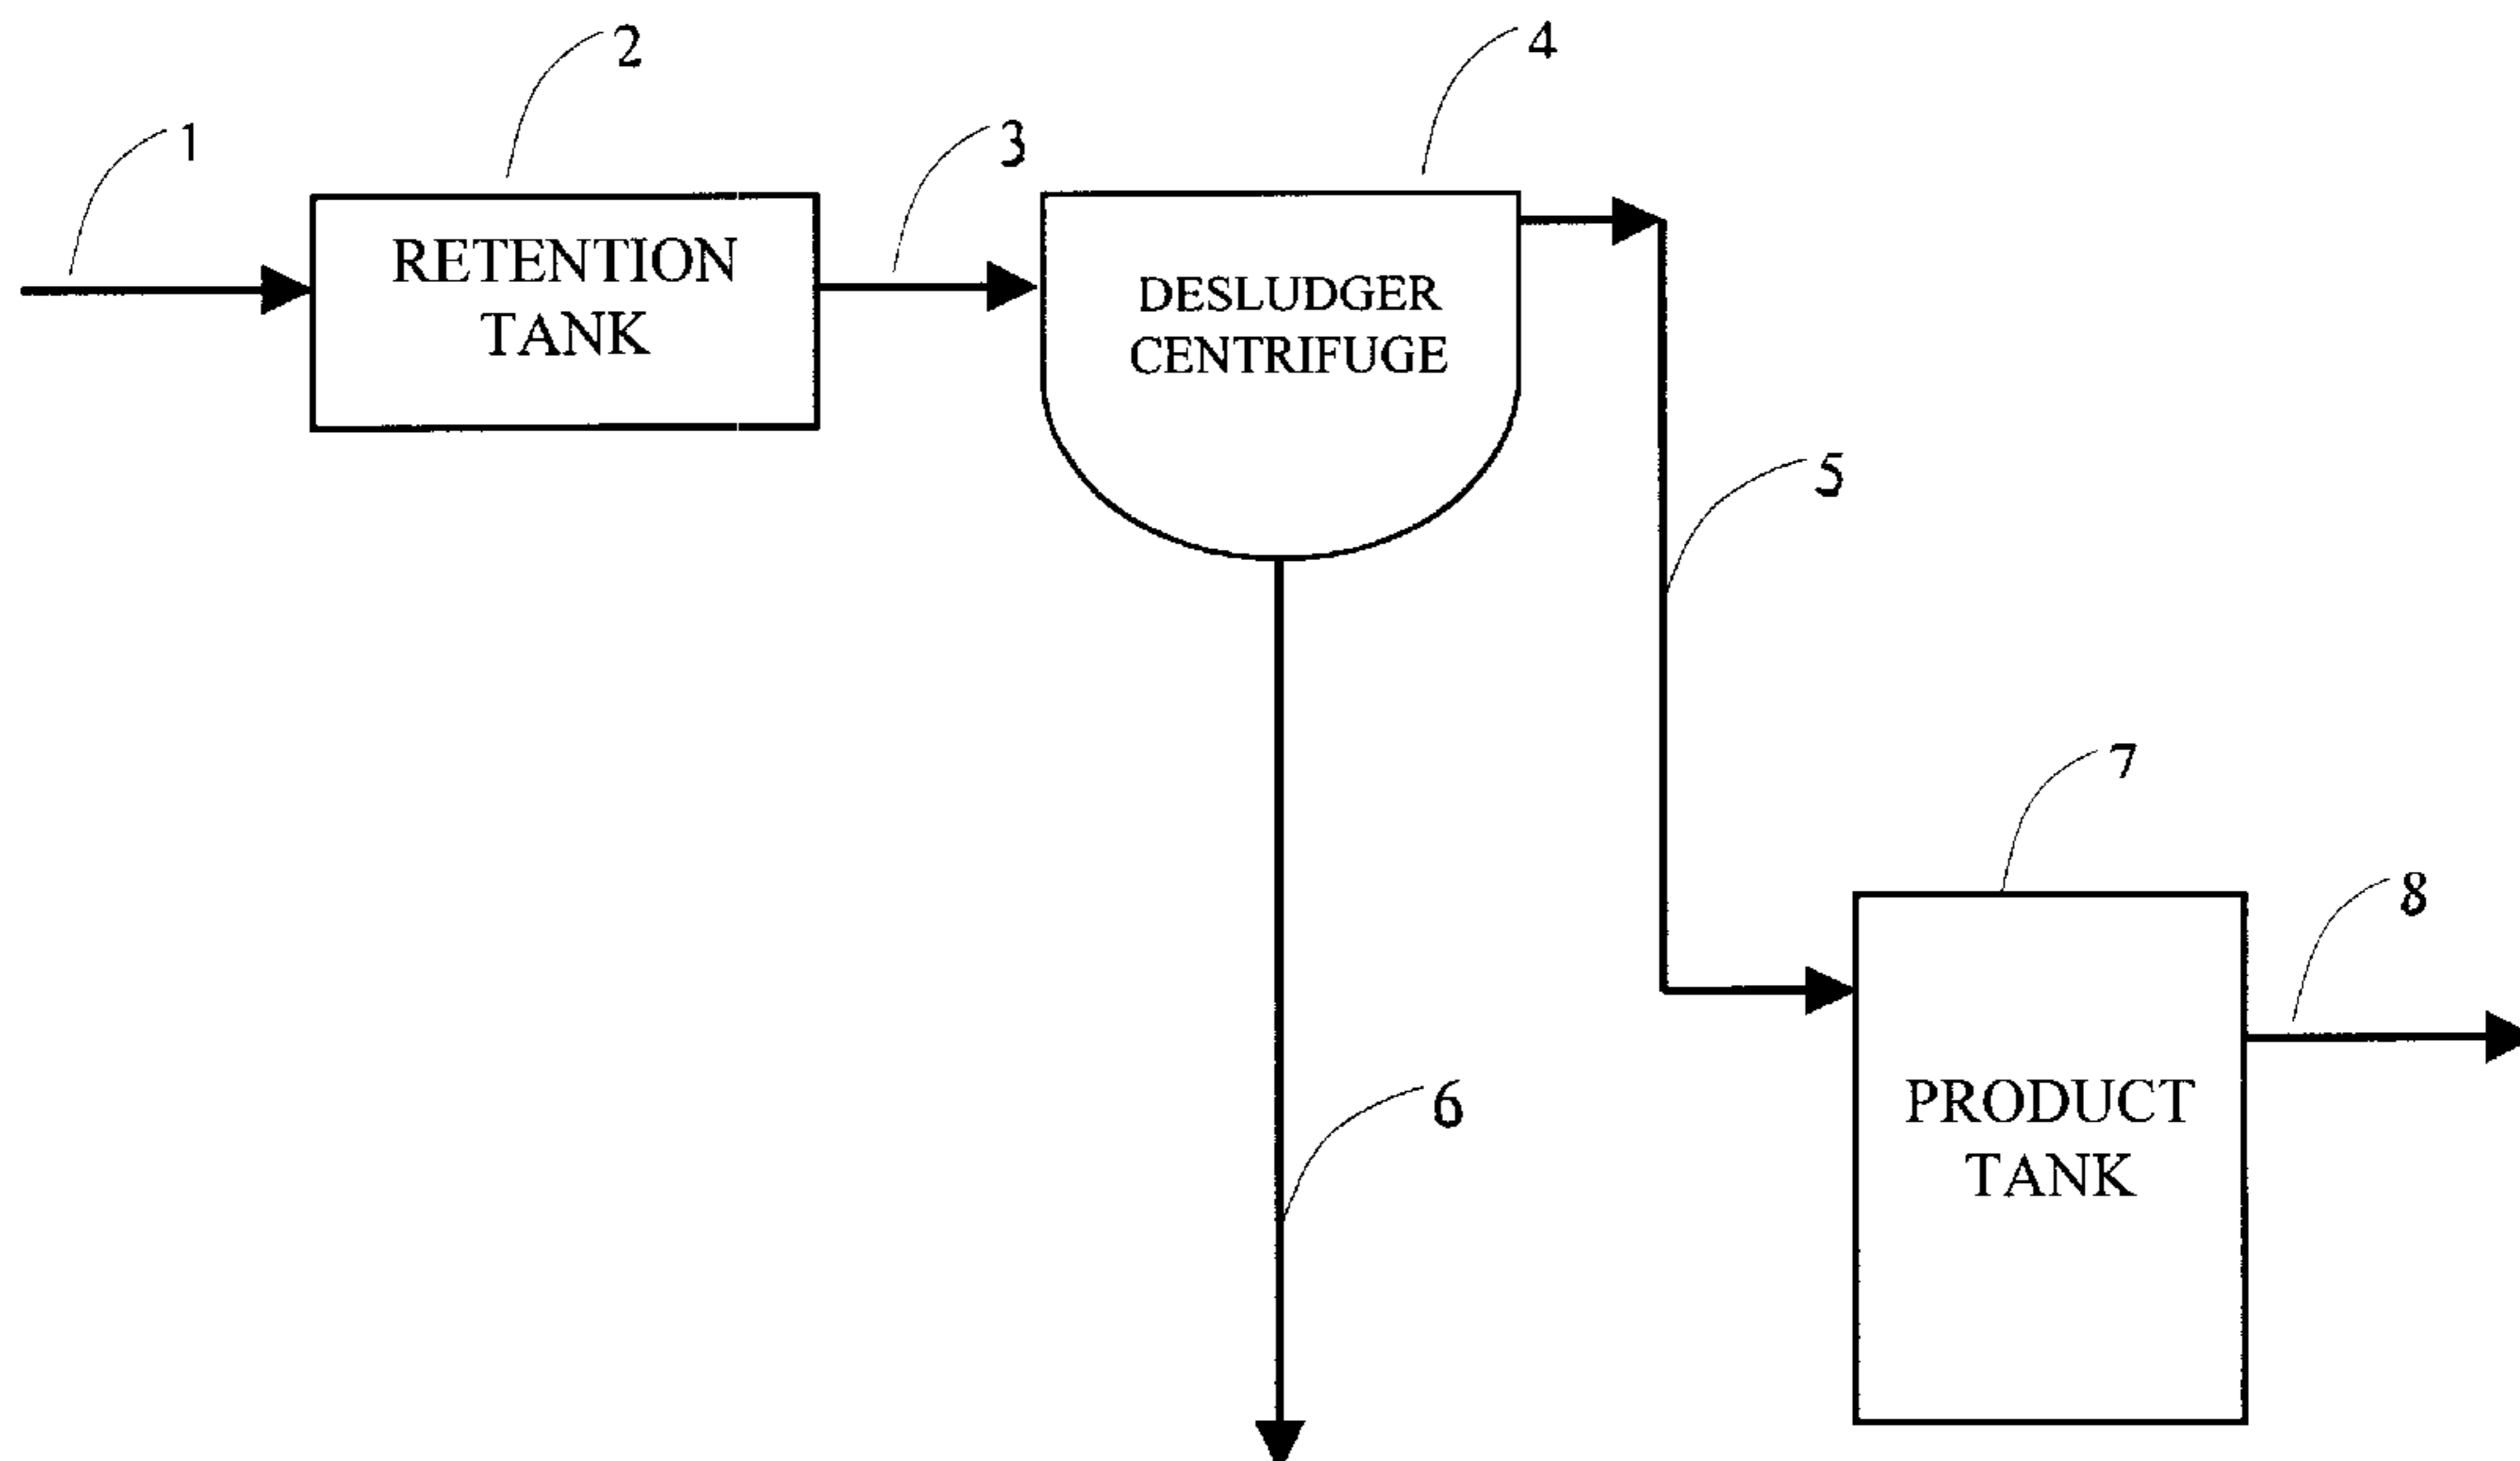 2
4
1
3
RETENTION
TANK
DESLUDGER
CENTRIFUGE
5
7
8
6
PRODUCT
TANK